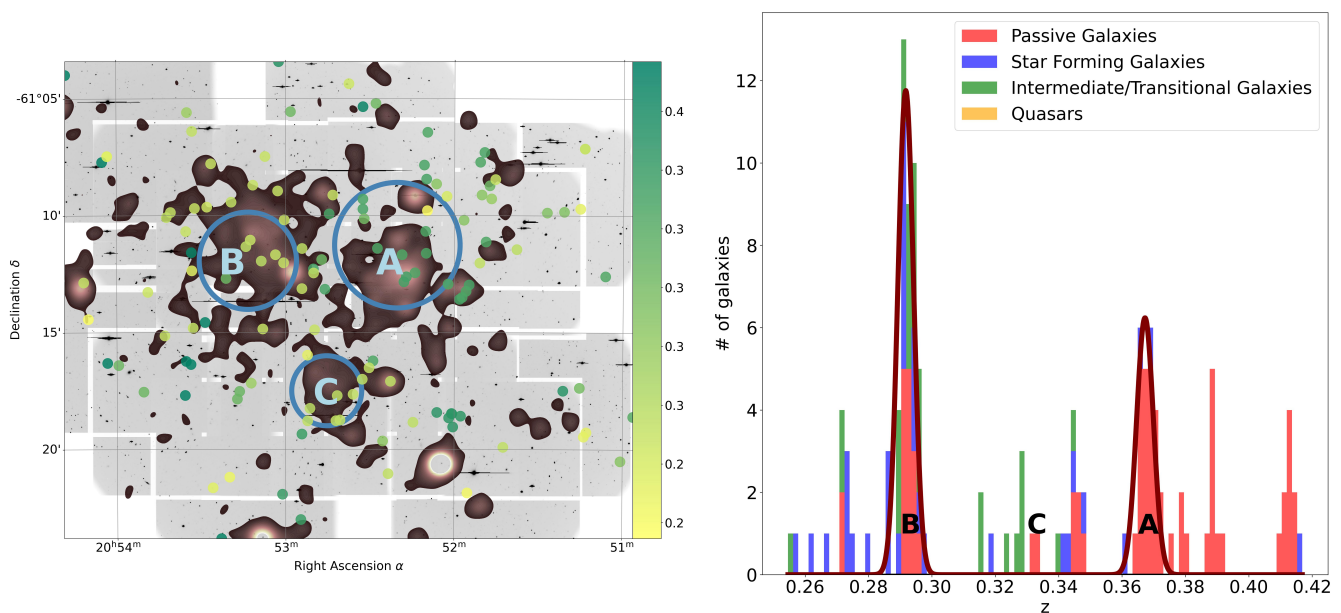 -61°05'
10'
15'
20'
Declination δ
20ʰ54ᵐ
53ᵐ
52ᵐ
51ᵐ
Right Ascension α
B
A
C
0.4
0.3
0.3
0.3
0.3
0.3
0.2
0.2
Passive Galaxies
Star Forming Galaxies
Intermediate/Transitional Galaxies
Quasars
# of galaxies
12
10
8
6
4
2
0
B
C
A
0.26
0.28
0.30
0.32
0.34
0.36
0.38
0.40
0.42
z